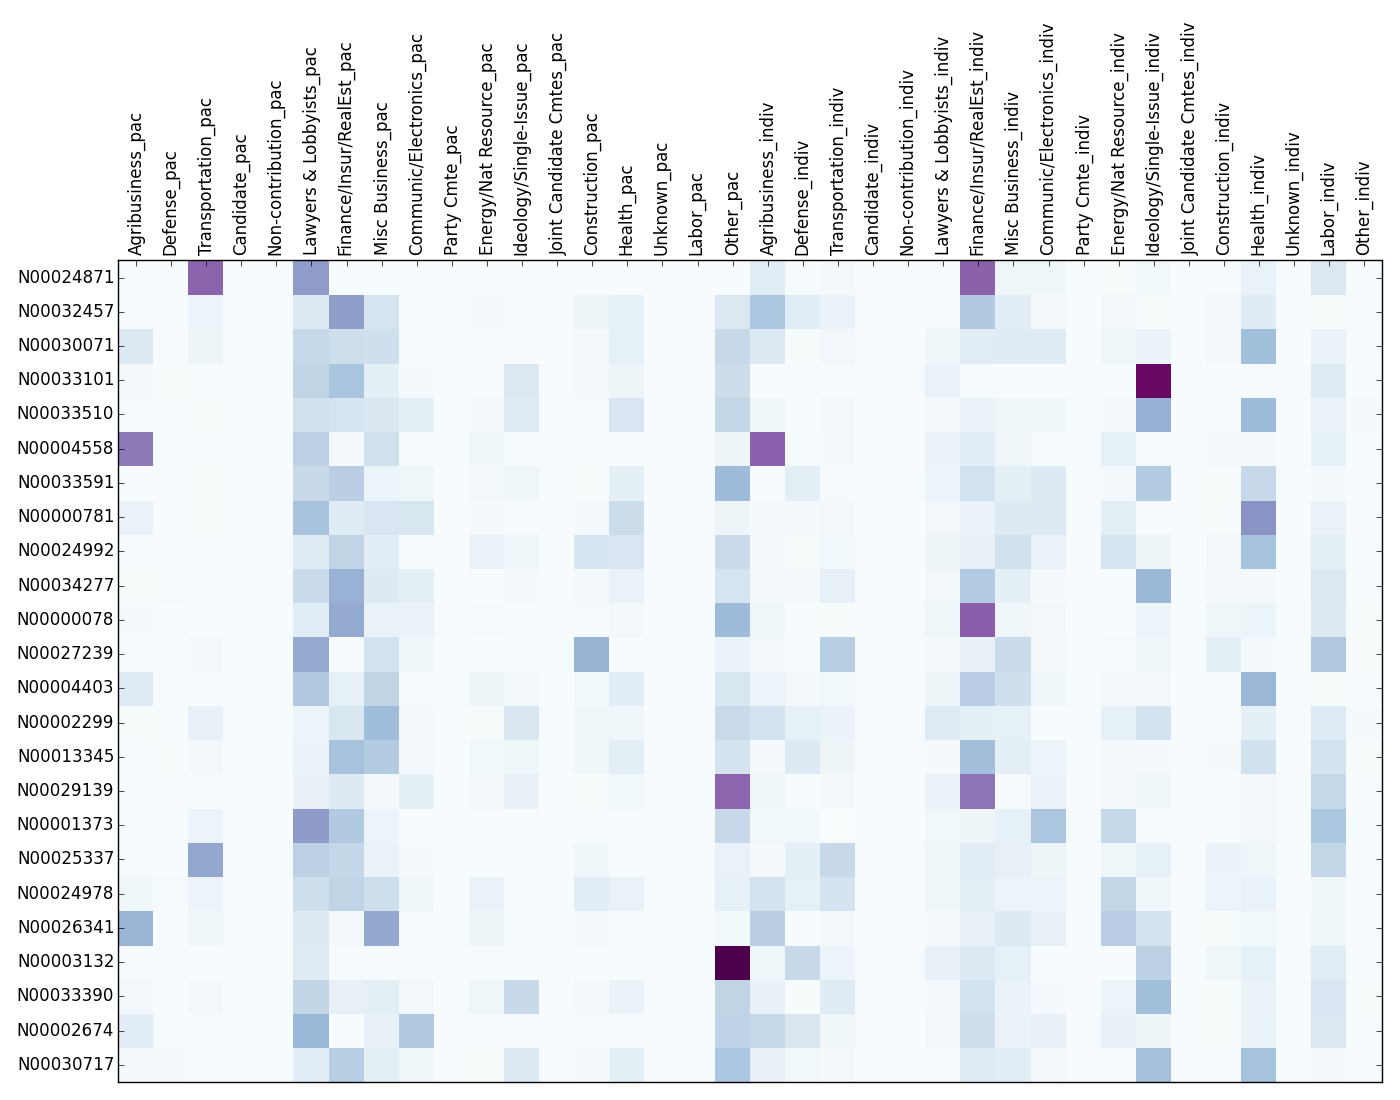 Agribusiness_pac
Defense_pac
Transportation_pac
Candidate_pac
Non-contribution_pac
Lawyers & Lobbyists_pac
Finance/Insur/RealEst_pac
Misc Business_pac
Communic/Electronics_pac
Party Cmte_pac
Energy/Nat Resource_pac
Ideology/Single-Issue_pac
Joint Candidate Cmtes_pac
Construction_pac
Health_pac
Unknown_pac
Labor_pac
Other_pac
Agribusiness_indiv
Defense_indiv
Transportation_indiv
Candidate_indiv
Non-contribution_indiv
Lawyers & Lobbyists_indiv
Finance/Insur/RealEst_indiv
Misc Business_indiv
Communic/Electronics_indiv
Party Cmte_indiv
Energy/Nat Resource_indiv
Ideology/Single-Issue_indiv
Joint Candidate Cmtes_indiv
Construction_indiv
Health_indiv
Unknown_indiv
Labor_indiv
Other_indiv
N00024871
N00032457
N00030071
N00033101
N00033510
N00004558
N00033591
N00000781
N00024992
N00034277
N00000078
N00027239
N00004403
N00002299
N00013345
N00029139
N00001373
N00025337
N00024978
N00026341
N00003132
N00033390
N00002674
N00030717